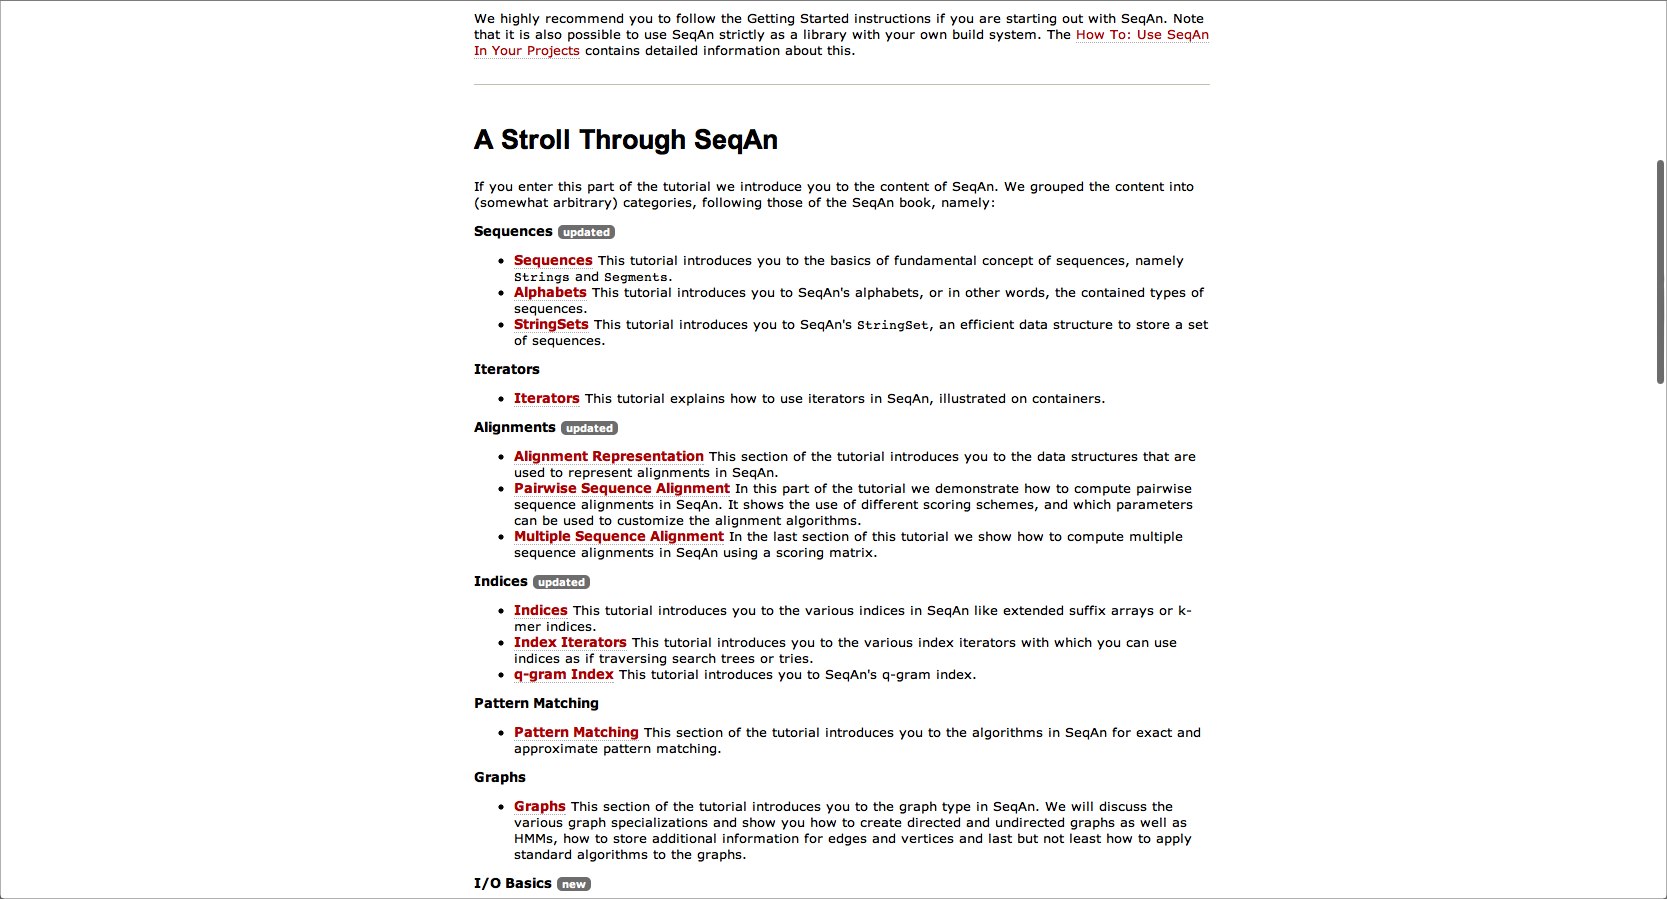 We highly recommend you to follow the Getting Started instructions if you are starting out with SeqAn. Note
that it is also possible to use SeqAn strictly as a library with your own build system. The How To: Use SeqAn
In Your Projects contains detailed information about this.
A Stroll Through SeqAn
If you enter this part of the tutorial we introduce you to the content of SeqAn. We grouped the content into
(somewhat arbitrary) categories, following those of the SeqAn book, namely:
Sequences updated
• Sequences This tutorial introduces you to the basics of fundamental concept of sequences, namely
Strings and Segments.
• Alphabets This tutorial introduces you to SeqAn's alphabets, or in other words, the contained types of
sequences.
• StringSets This tutorial introduces you to SeqAn's StringSet, an efficient data structure to store a set
of sequences.
Iterators
• Iterators This tutorial explains how to use iterators in SeqAn, illustrated on containers.
Alignments updated
• Alignment Representation This section of the tutorial introduces you to the data structures that are
used to represent alignments in SeqAn.
• Pairwise Sequence Alignment In this part of the tutorial we demonstrate how to compute pairwise
sequence alignments in SeqAn. It shows the use of different scoring schemes, and which parameters
can be used to customize the alignment algorithms.
• Multiple Sequence Alignment In the last section of this tutorial we show how to compute multiple
sequence alignments in SeqAn using a scoring matrix.
Indices updated
• Indices This tutorial introduces you to the various indices in SeqAn like extended suffix arrays or k-
mer indices.
• Index Iterators This tutorial introduces you to the various index iterators with which you can use
indices as if traversing search trees or tries.
• q-gram Index This tutorial introduces you to SeqAn's q-gram index.
Pattern Matching
• Pattern Matching This section of the tutorial introduces you to the algorithms in SeqAn for exact and
approximate pattern matching.
Graphs
• Graphs This section of the tutorial introduces you to the graph type in SeqAn. We will discuss the
various graph specializations and show you how to create directed and undirected graphs as well as
HMMs, how to store additional information for edges and vertices and last but not least how to apply
standard algorithms to the graphs.
I/O Basics new